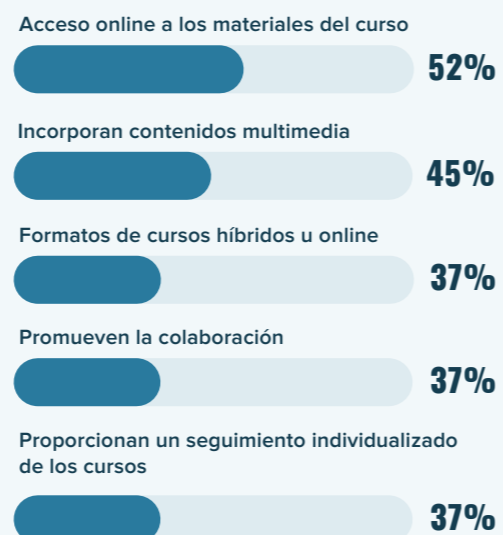 Acceso online a los materiales del curso
52%
Incorporan contenidos multimedia
45%
Formatos de cursos híbridos u online
37%
Promueven la colaboración
37%
Proporcionan un seguimiento individualizado
de los cursos
37%